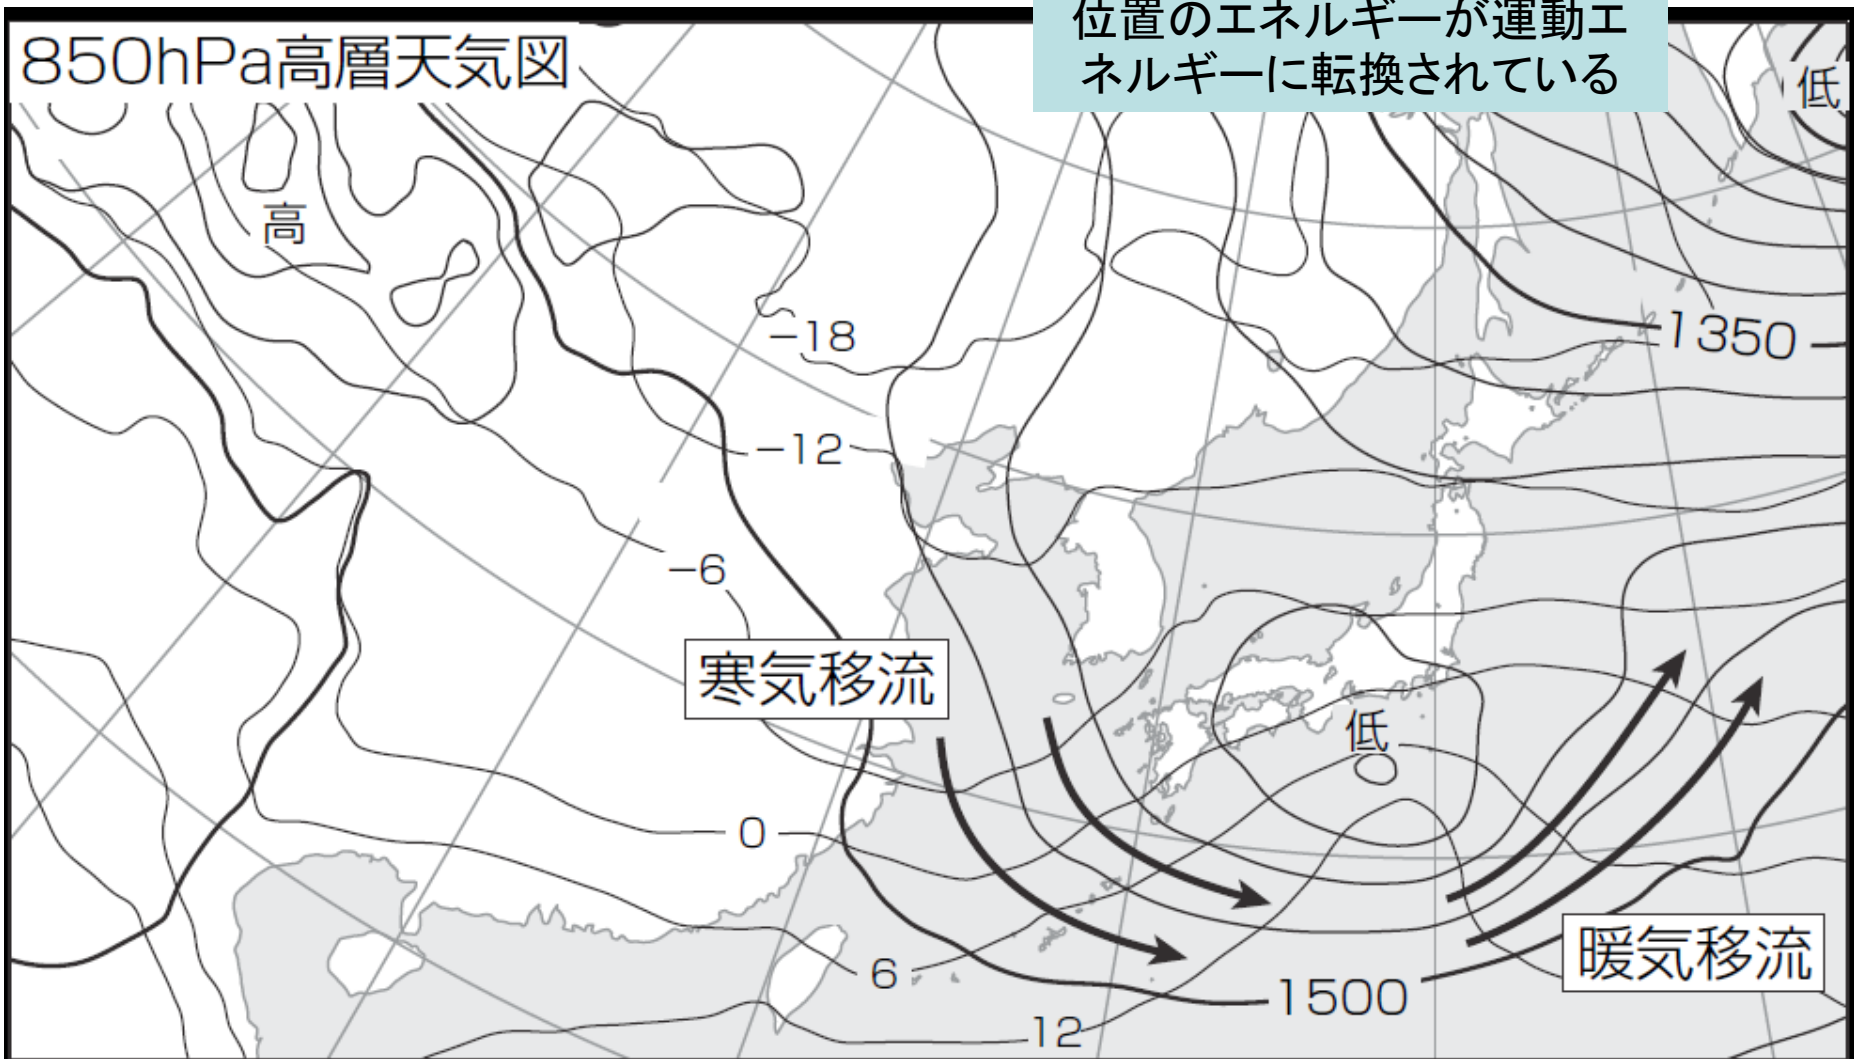 位置のエネルギーが運動エ
ネルギーに転換されている
850hPa高層天気図
低
高
−18
1350
−12
−6
寒気移流
低
0
暖気移流
6
1500
12